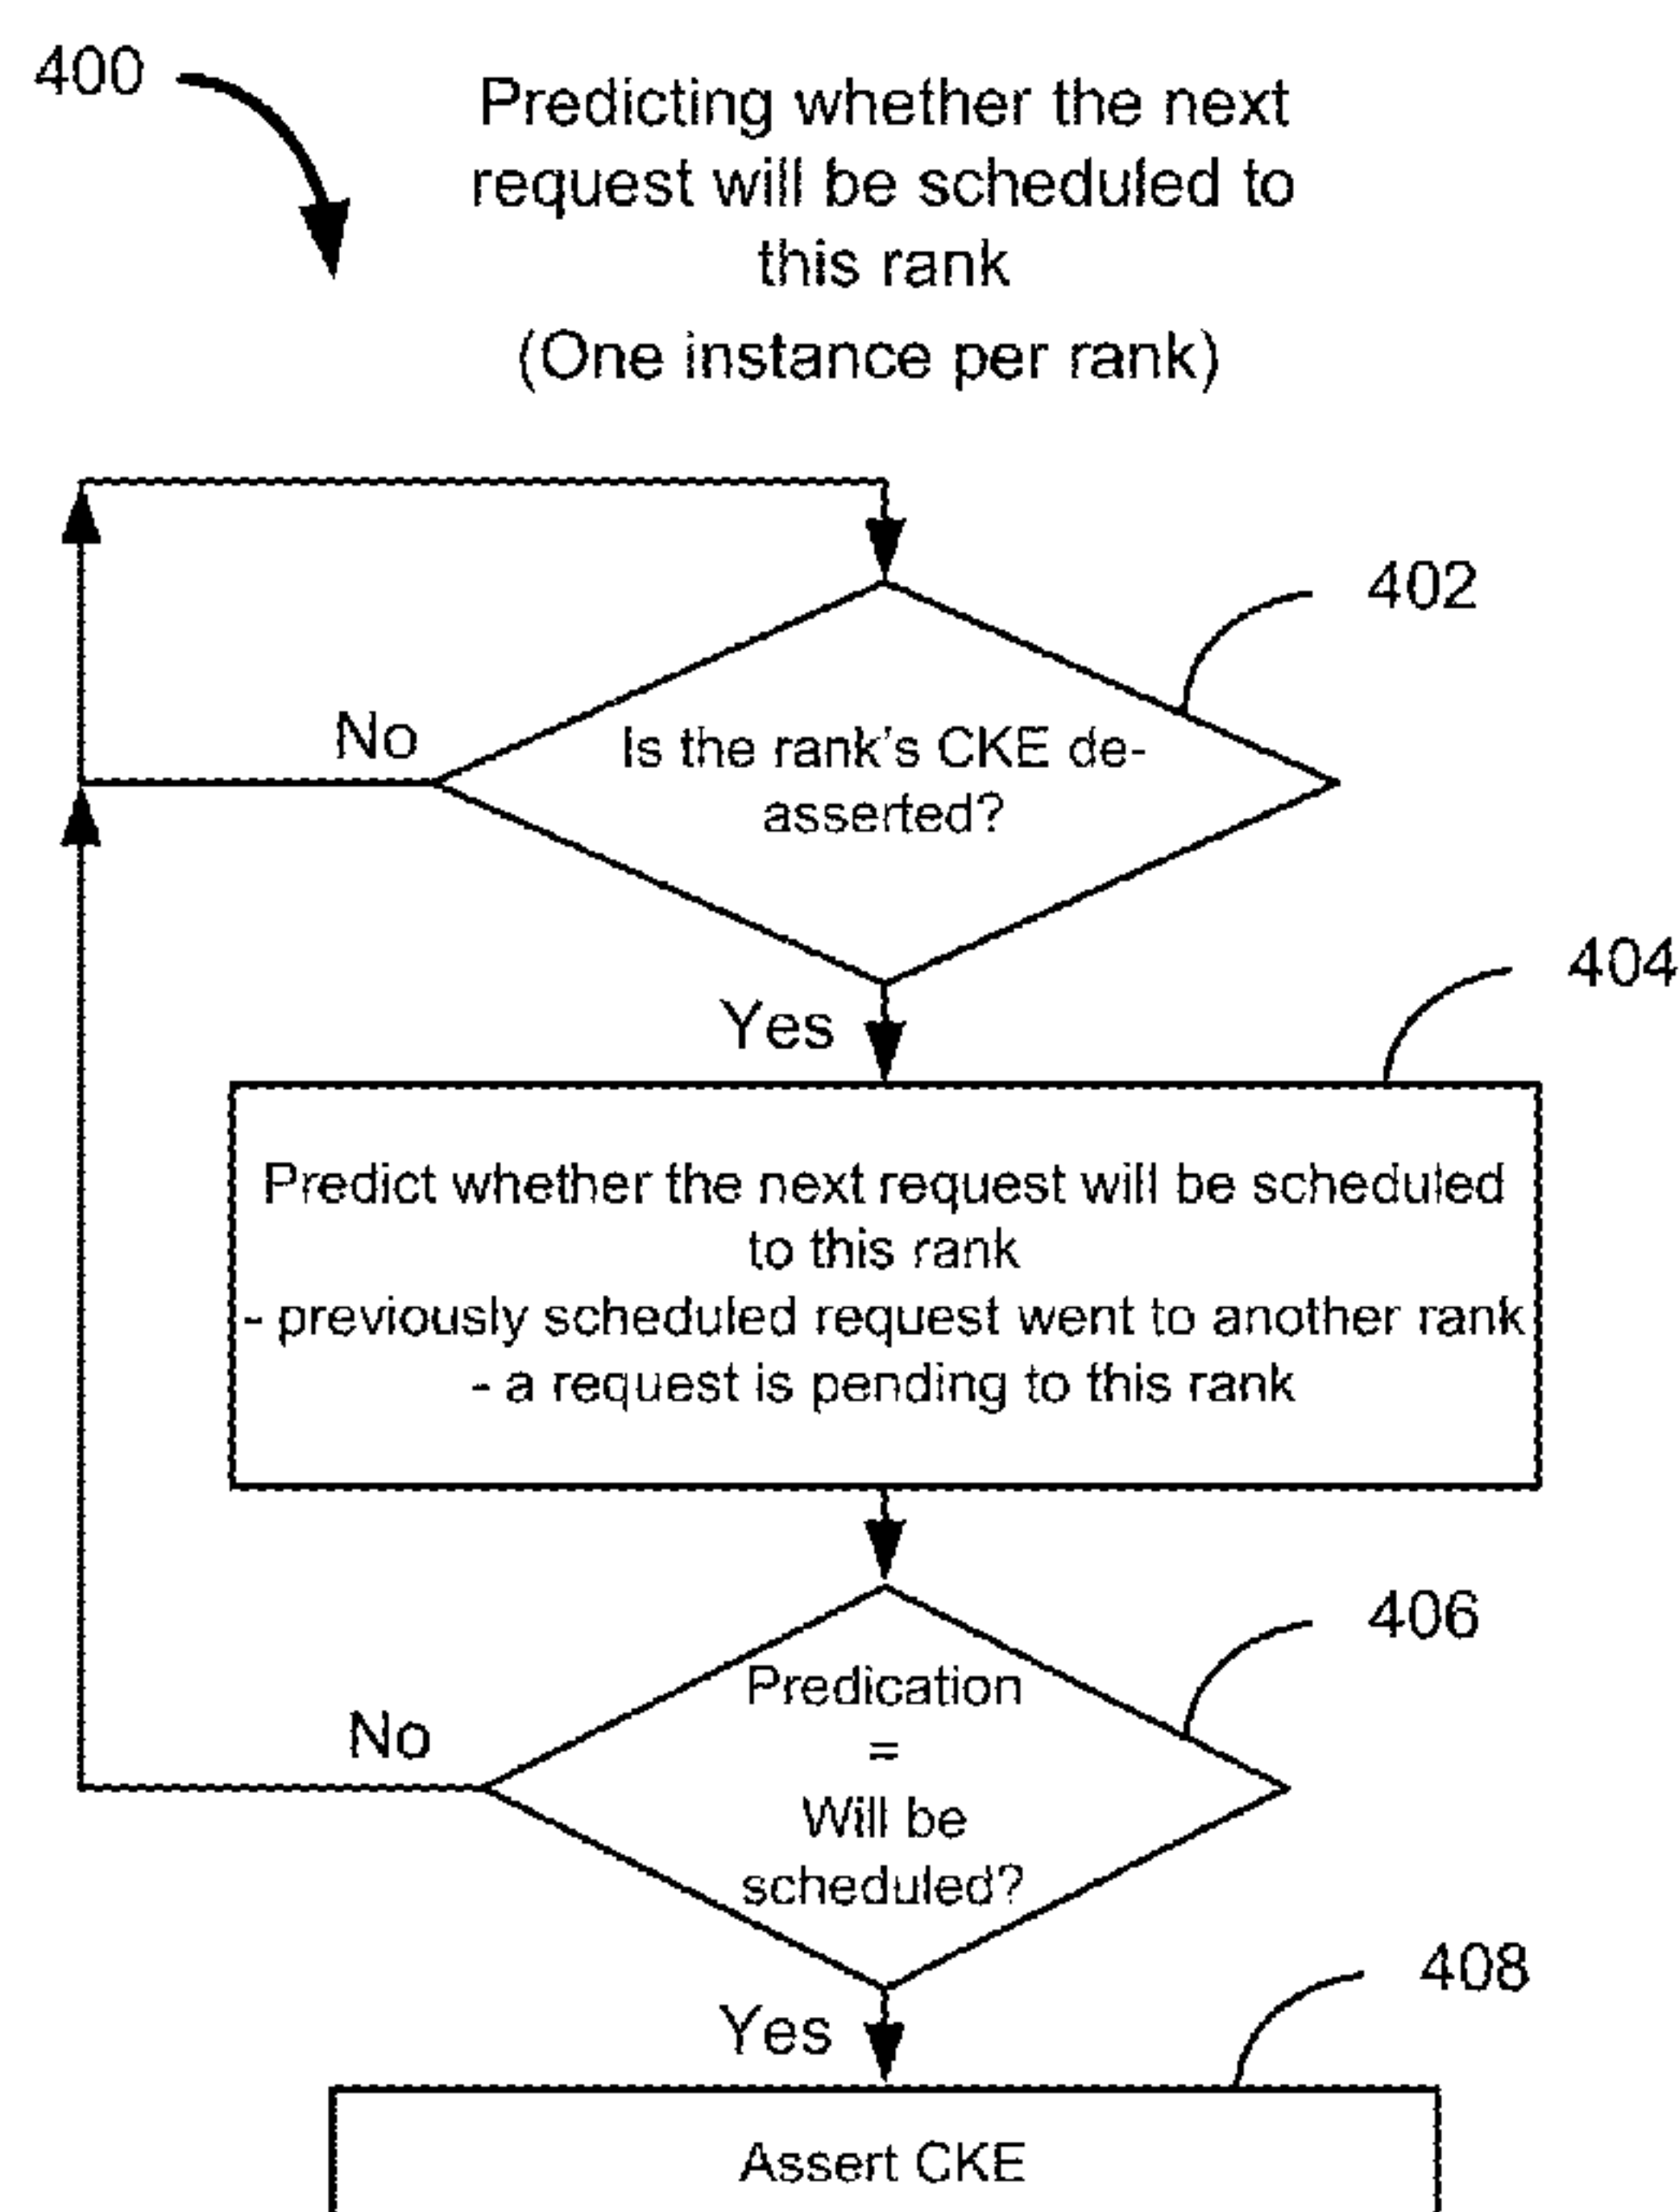 400
Predicting whether the next
request will be scheduled to
this rank
(One instance per rank)
402
No
Is the rank's CKE de-
asserted?
404
Yes
Predict whether the next request will be scheduled
to this rank
- previously scheduled request went to another rank
- a request is pending to this rank
406
Predication
No
=
Will be
scheduled?
408
Yes
Assert CKE